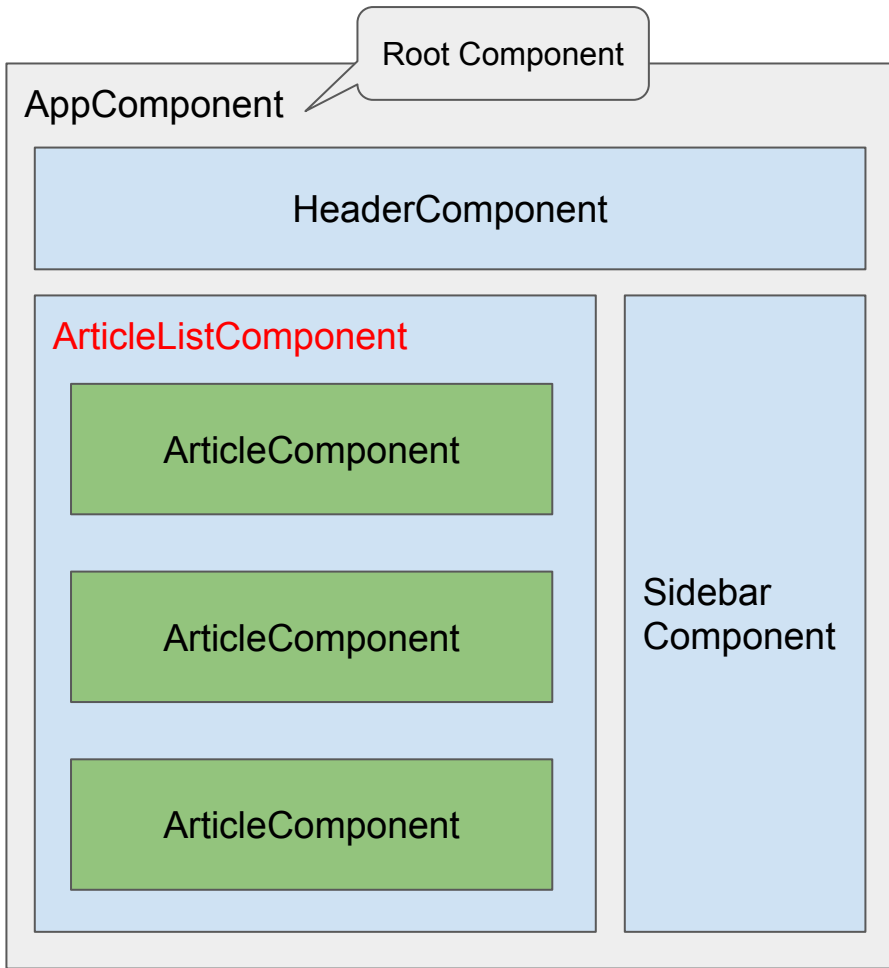 Root Component
AppComponent
HeaderComponent
ArticleListComponent
ArticleComponent
ArticleComponent
ArticleComponent
Sidebar
Component